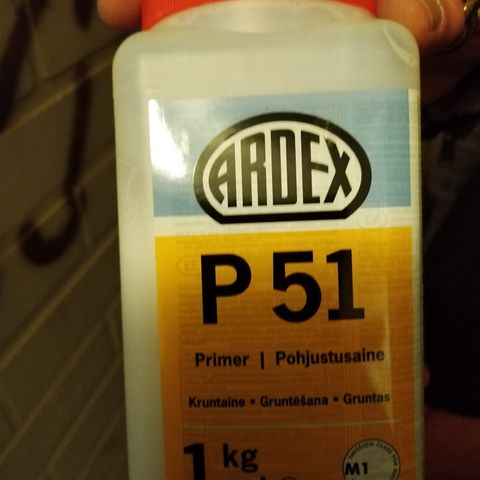 ARDEX
P 51
Primer | Pohjustusaine
Kruntaine • Gruntēšana • Gruntas
1 kg
M1